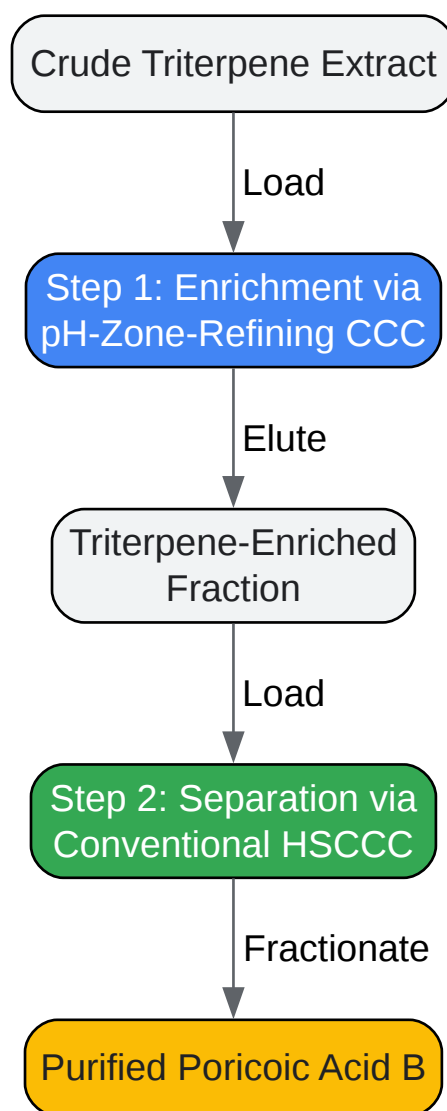 Crude Triterpene Extract
Load
Step 1: Enrichment via
pH-Zone-Refining CCC
Elute
Triterpene-Enriched
Fraction
Load
Step 2: Separation via
Conventional HSCCC
Fractionate
Purified Poricoic Acid B